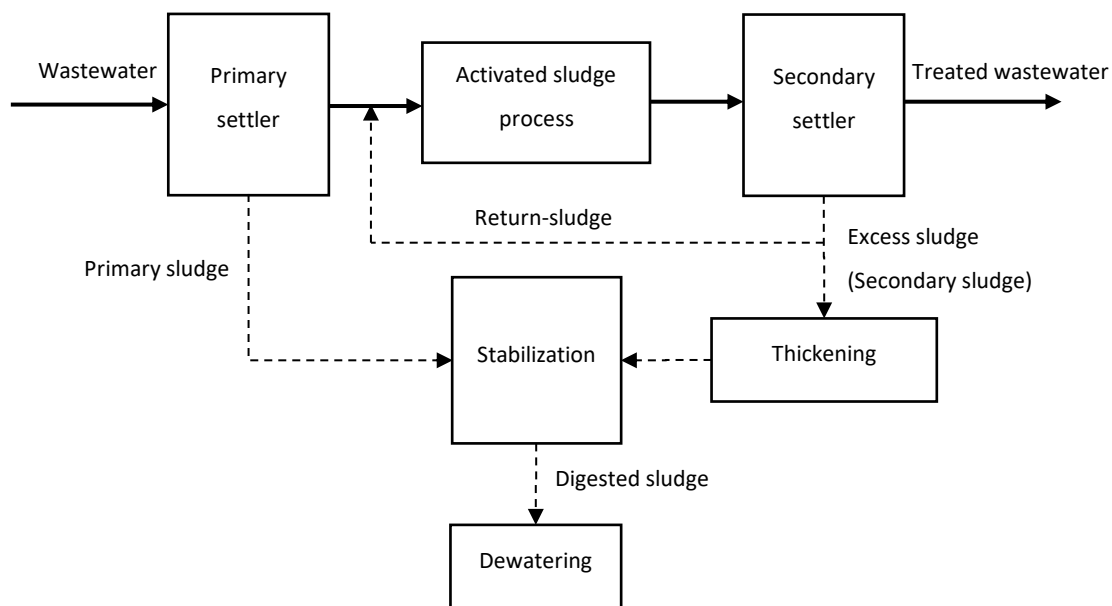 Wastewater
Primary
settler
Activated sludge
process
Secondary
settler
Treated wastewater
Return-sludge
Excess sludge
(Secondary sludge)
Primary sludge
Stabilization
Thickening
Digested sludge
Dewatering